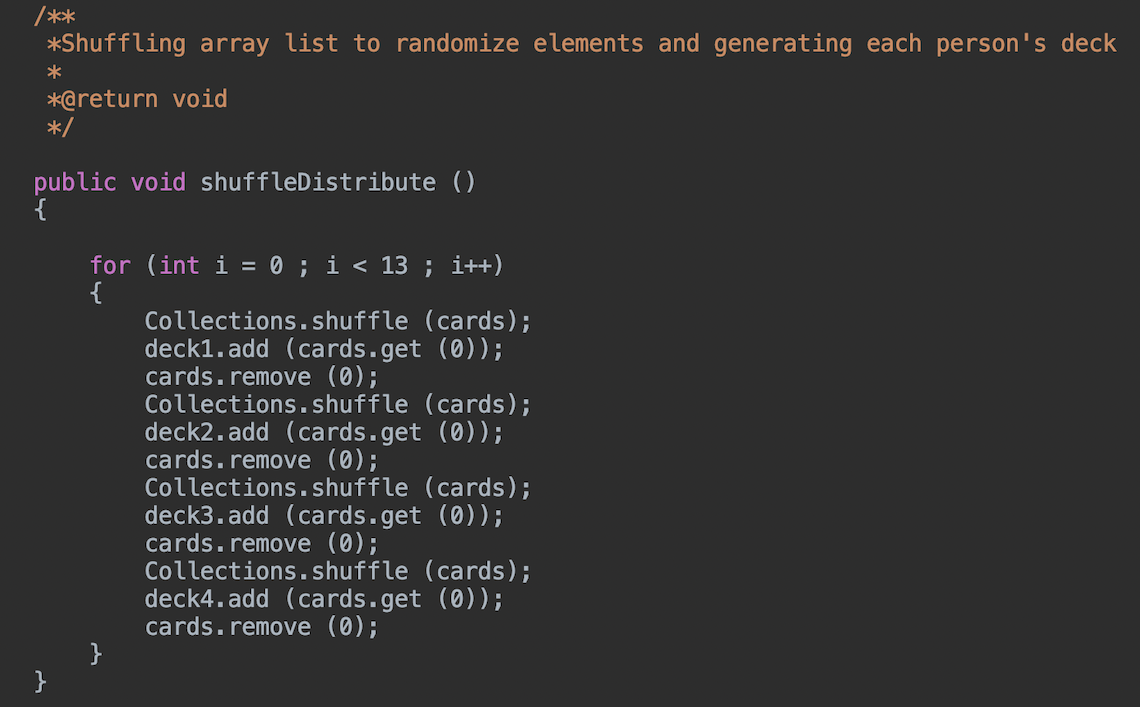 /**
*Shuffling array list to randomize elements and generating each person's deck
*
*@return void
*/
public void shuffleDistribute ()
{
for (int i = 0 ; i < 13 ; i++)
{
Collections.shuffle (cards);
deck1.add (cards.get (0));
cards.remove (0);
Collections.shuffle (cards);
deck2.add (cards.get (0));
cards.remove (0);
Collections.shuffle (cards);
deck3.add (cards.get (0));
cards.remove (0);
Collections.shuffle (cards);
deck4.add (cards.get (0));
cards.remove (0);
}
}